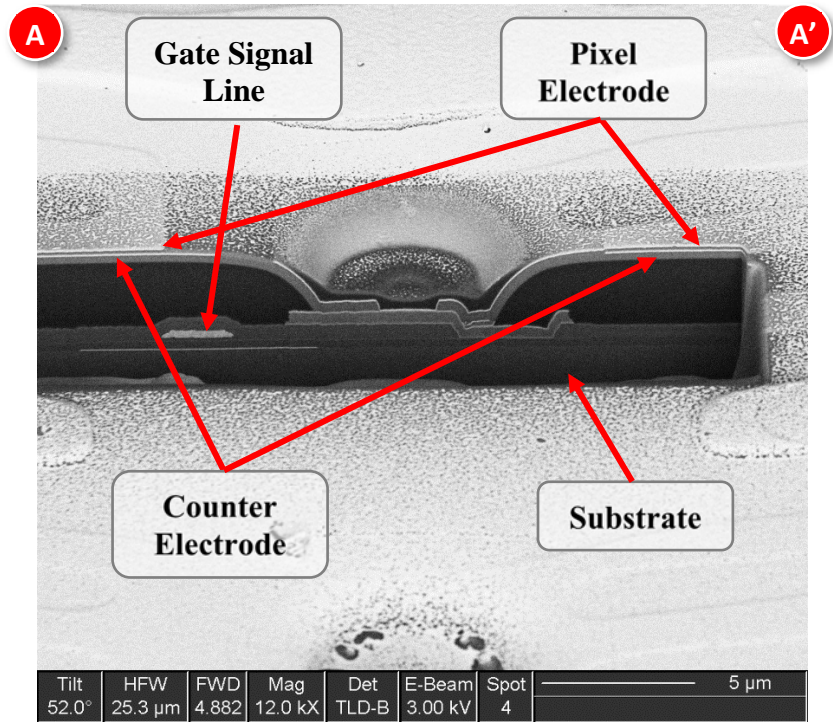 A
A’
Gate Signal
Line
Pixel
Electrode
Counter
Electrode
Substrate
Tilt HFW FWD Mag Det E-Beam Spot 5 µm
52.0° 25.3 µm 4.882 12.0 kX TLD-B 3.00 kV 4